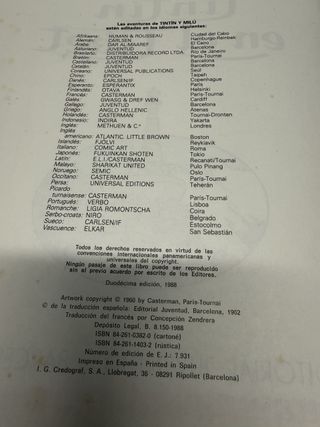 Las aventuras de TINTÍN Y MILÚ
están editadas en los idiomas siguientes:
Afrikaans: HUMAN & ROUSSEAU Ciudad del Cabo
Alemán: CARLSEN Hamburgo-Reinbek
Árabe: DAR AL-MAAREF El Cairo
Asturiano: JUVENTUD Barcelona
Brasileño: DISTRIBUIDORA RECORD LTDA. Río de Janeiro
Bretón: CASTERMAN París-Tournai
Castellano: JUVENTUD Barcelona
Catalán: JUVENTUD Barcelona
Coreano: UNIVERSAL PUBLICATIONS
Chino: EPOCH Taipeh
Danés: CARLSEN/IF Copenhague
Esperanto: ESPERANTIX París
Finlandés: OTAVA Helsinki
Francés: CASTERMAN París-Tournai
Galés: GWASG & DREF WEN Cardiff
Gallego: JUVENTUD Barcelona
Griego: ANGLO HELLENIC Atenas
Holandés: CASTERMAN Tournai-Dronten
Indonesio: INDIRA Yakarta
Inglés: METHUEN & C.ª Londres
Inglés
americano: ATLANTIC, LITTLE BROWN Boston
Islandés: FJÖLVI Reykiavik
Italiano: COMIC ART Roma
Japonés: FUKUINKAN SHOTEN Tokio
Latín: E.L.I./CASTERMAN Recanati/Tournai
Malayo: SHARIKAT UNITED Pulo Pinang
Noruego: SEMIC Oslo
Occitano: CASTERMAN París-Tournai
Persa: UNIVERSAL EDITIONS Teherán
Picardo
turnaisense: CASTERMAN París-Tournai
Portugués: VERBO Lisboa
Romanche: LIGIA ROMONTSCHA Coira
Serbo-croata: NIRO Belgrado
Sueco: CARLSEN/IF Estocolmo
Vascuence: ELKAR San Sebastián
Todos los derechos reservados en virtud de las
convenciones internacionales panamericanas y
universales del copyright.
Ningún pasaje de este libro puede ser reproducido
sin al previo acuerdo por escrito de los Editores.
Duodécima edición, 1988
Artwork copyright © 1960 by Casterman, Paris-Tournai
© de la traducción española: Editorial Juventud, Barcelona, 1962
Traducción del francés por Concepción Zendrera
Depósito Legal, B. 8.150-1988
ISBN 84-261-0382-0 (cartoné)
ISBN 84-261-1403-2 (rústica)
Número de edición de E. J.: 7.931
Impreso en España - Printed in Spain
I. G. Credograf, S. A., Llobregat, 36 - 08291 Ripollet (Barcelona)